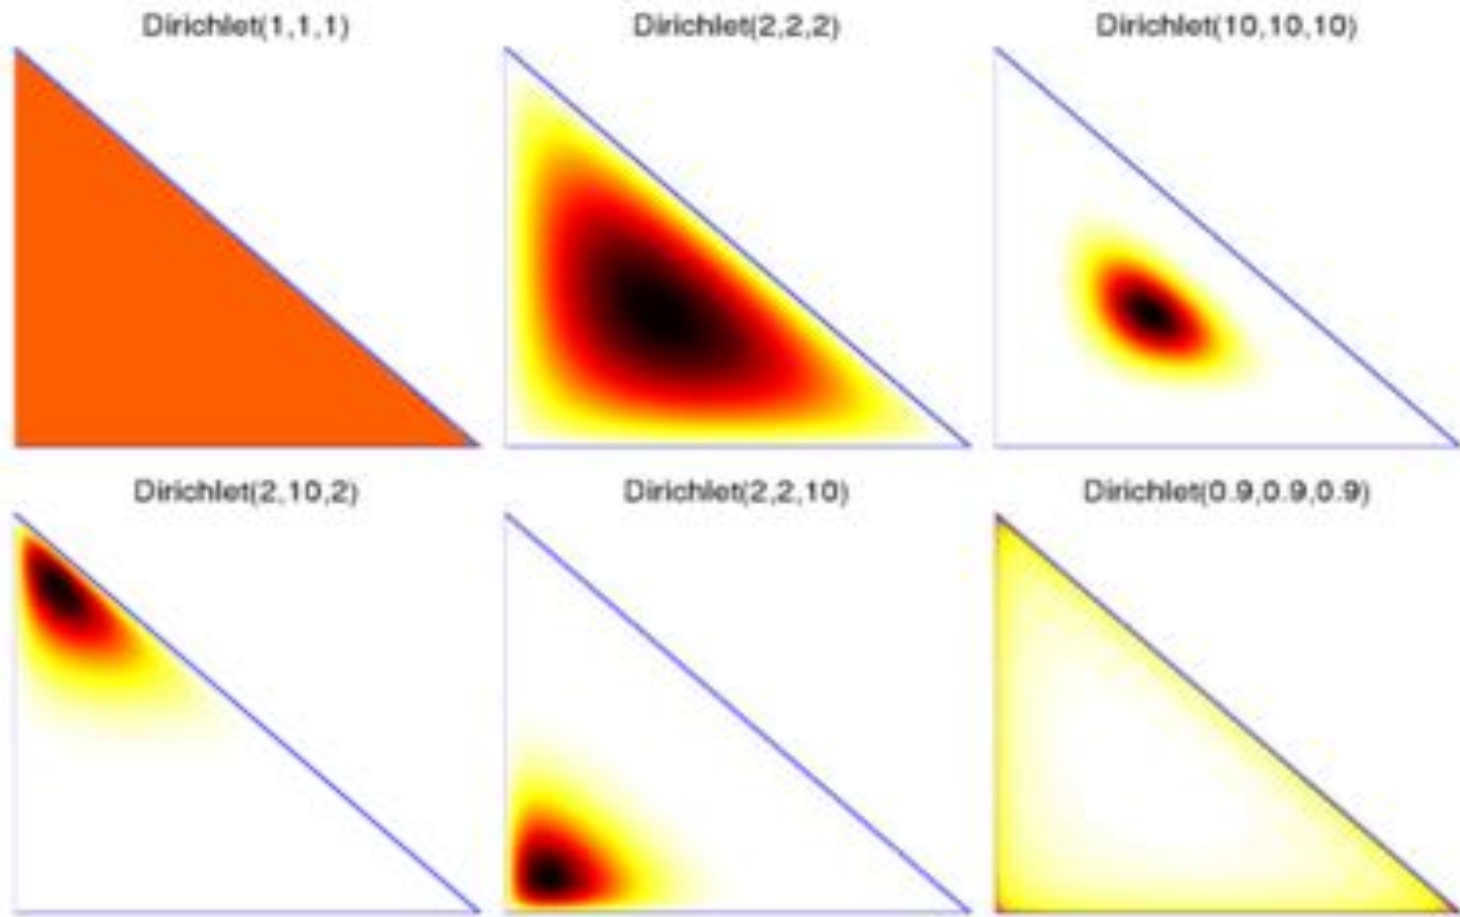 Dirichlet(1,1,1)
Dirichlet(2,2,2)
Dirichlet(10,10,10)
Dirichlet(2,10,2)
Dirichlet(2,2,10)
Dirichlet(0.9,0.9,0.9)